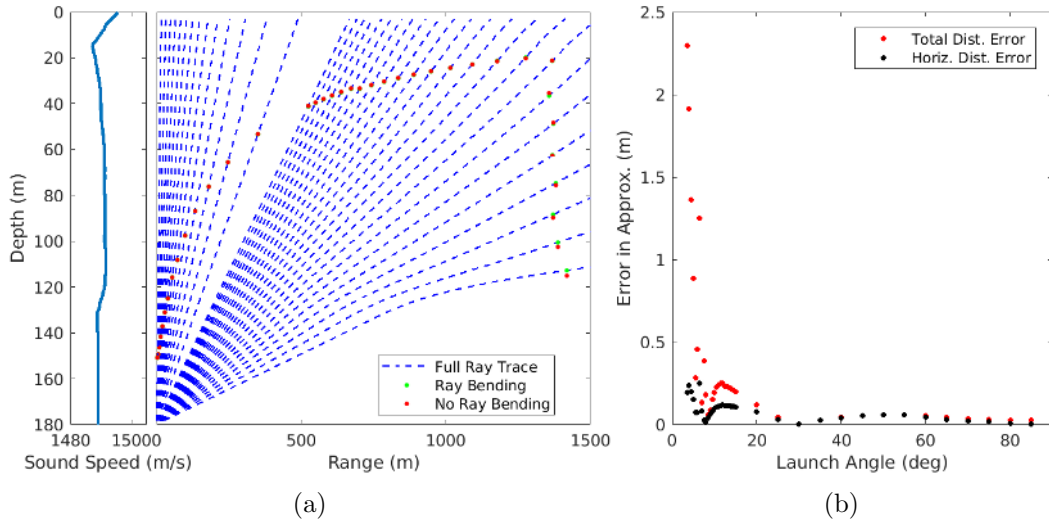 0
20
40
60
80
100
120
140
160
180
Depth (m)
1480 15000
Sound Speed (m/s)
Full Ray Trace
Ray Bending
No Ray Bending
500 1000 1500
Range (m)
(a)
2.5
2
1.5
1
0.5
0
Error in Approx. (m)
Total Dist. Error
Horiz. Dist. Error
0 20 40 60 80
Launch Angle (deg)
(b)